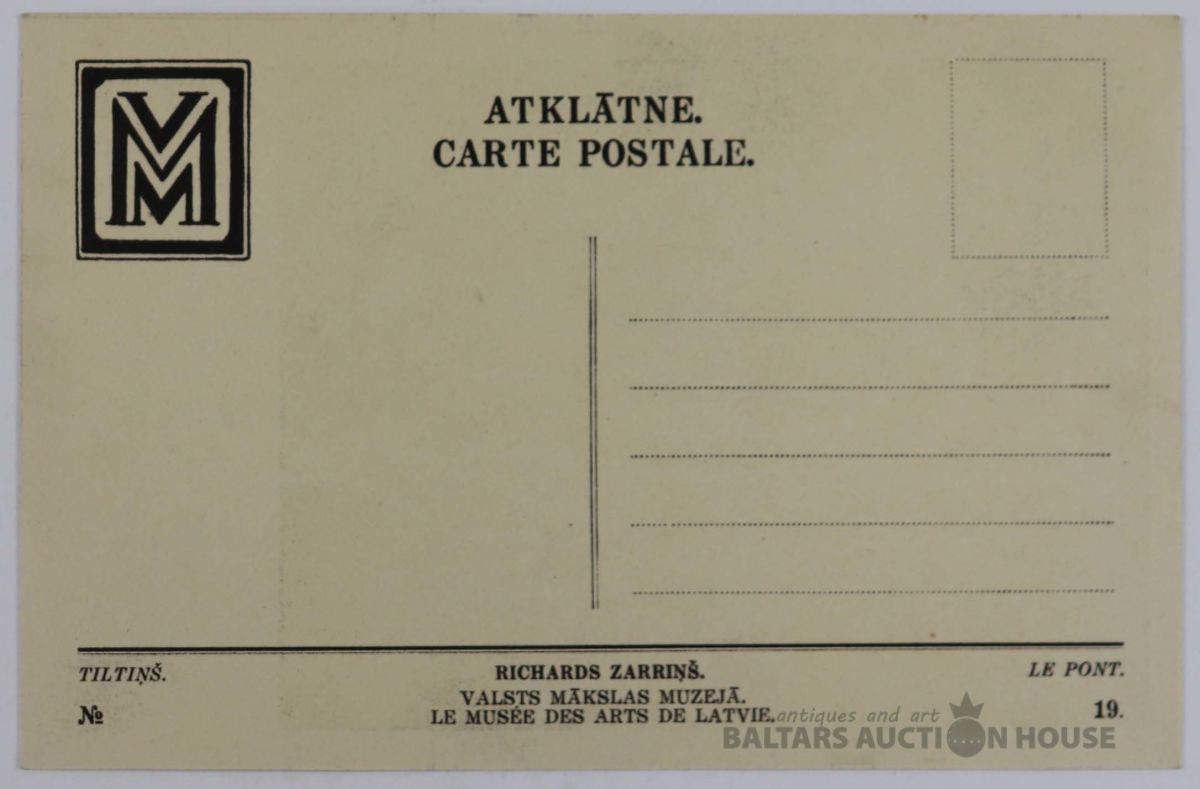 VMM
ATKLĀTNE.
CARTE POSTALE.
TILTIŅŠ.
RICHARDS ZARRIŅŠ.
LE PONT.
VALSTS MĀKSLAS MUZEJĀ.
№
LE MUSÉE DES ARTS DE LATVIE.
19.
antiques and art
BALTARS AUCTION HOUSE